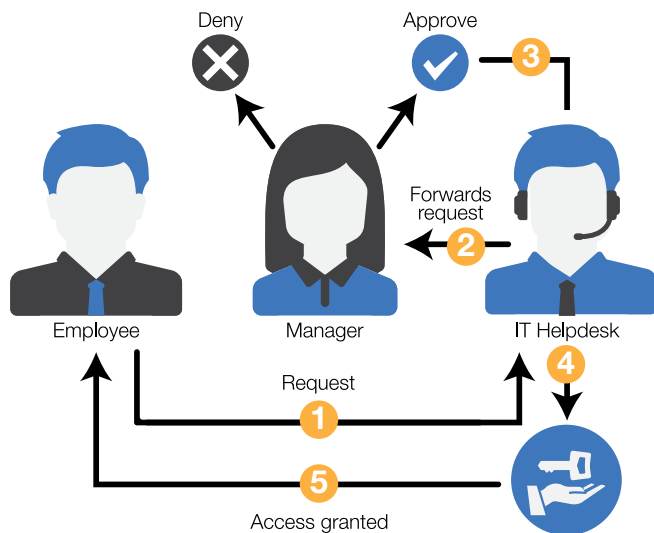 Deny
Approve
3
Forwards
request
2
Employee
Manager
IT Helpdesk
4
Request
1
5
Access granted